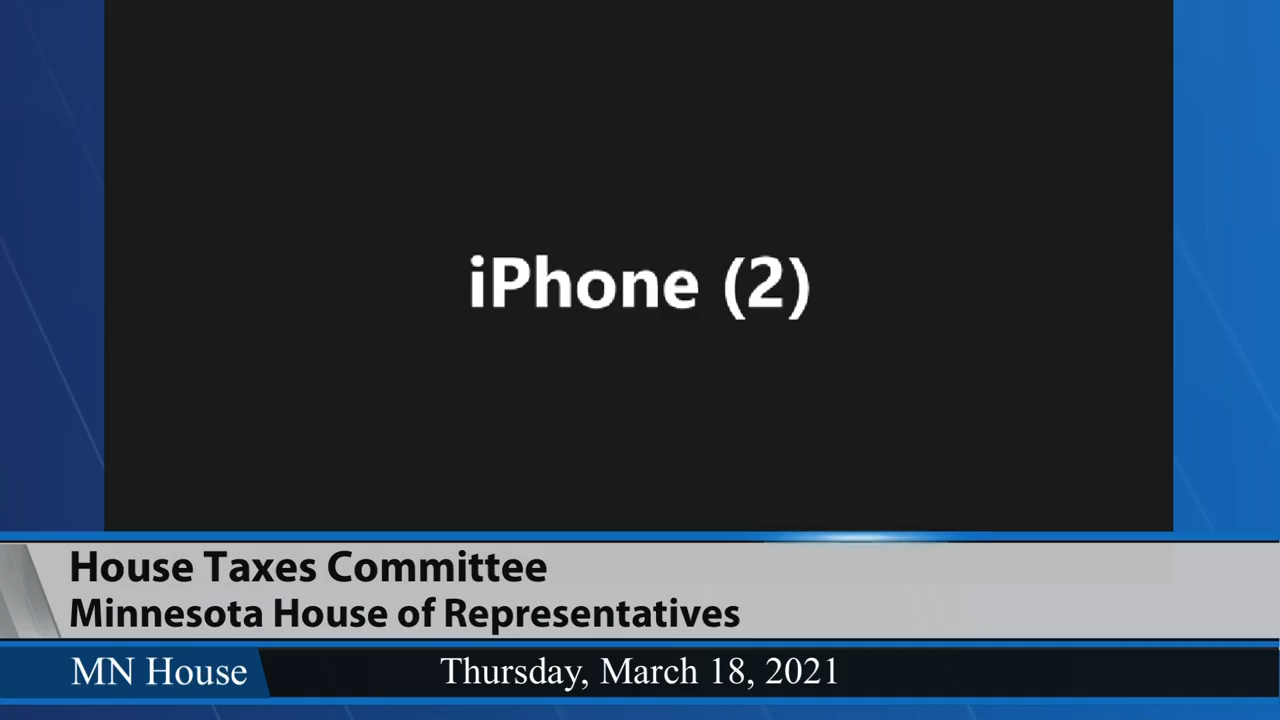 iPhone (2)
House Taxes Committee
Minnesota House of Representatives
MN House
Thursday, March 18, 2021